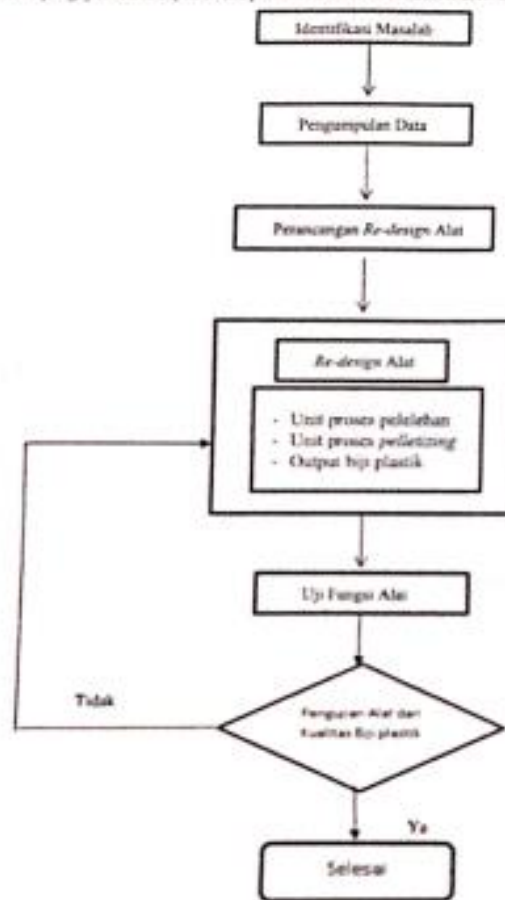 Identifikasi Masalah
Pengumpulan Data
Perancangan Re-design Alat
Re-design Alat
- Unit proses pelelehan
- Unit proses pelletizing
- Output biji plastik
Uji Fungsi Alat
Tidak
Pengujian Alat dan
Kualitas Biji plastik
Ya
Selesai